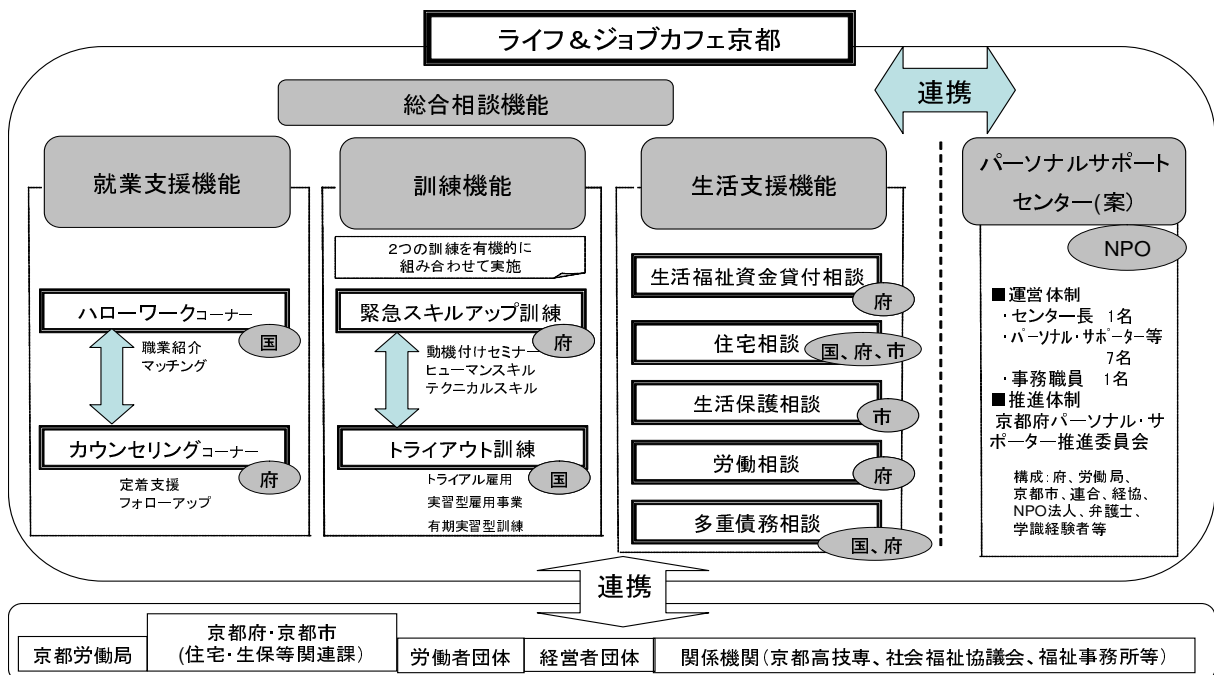 ライフ＆ジョブカフェ京都
連携
総合相談機能
就業支援機能
ハローワークコーナー
国
職業紹介
マッチング
カウンセリングコーナー
府
定着支援
フォローアップ
訓練機能
２つの訓練を有機的に
組み合わせて実施
緊急スキルアップ訓練
府
動機付けセミナー
ヒューマンスキル
テクニカルスキル
トライアウト訓練
国
トライアル雇用
実習型雇用事業
有期実習型訓練
生活支援機能
生活福祉資金貸付相談
府
住宅相談
国、府、市
生活保護相談
市
労働相談
府
多重債務相談
国、府
パーソナルサポート
センター(案)
NPO
■運営体制
・センター長 1名
・パーソナル・サポーター等
7名
・事務職員 1名
■推進体制
京都府パーソナル・サ
ポーター推進委員会
構成：府、労働局、
京都市、連合、経協、
NPO法人、弁護士、
学識経験者等
連携
京都労働局
京都府・京都市
(住宅・生保等関連課)
労働者団体
経営者団体
関係機関（京都高技専、社会福祉協議会、福祉事務所等）